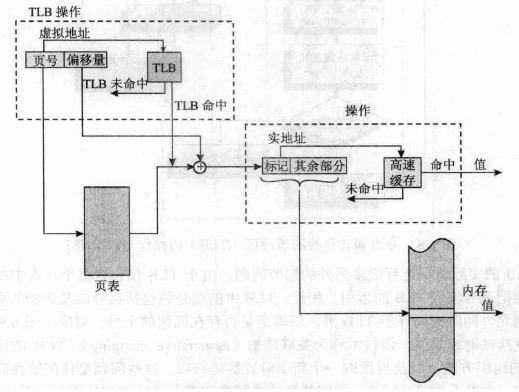 TLB 操作
虚拟地址
页号 偏移量
TLB
TLB 未命中
TLB 命中
操作
实地址
标记 其余部分
高速
缓存
命中 值
未命中
页表
内存
值